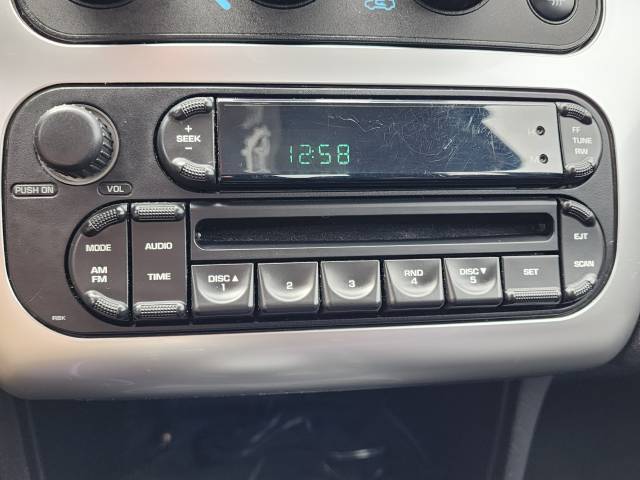 +
SEEK
−
12:58
FF
TUNE
RW
PUSH ON
VOL
MODE
AM
FM
AUDIO
TIME
DISC ▲
1
2
3
RND
4
DISC ▼
5
SET
EJT
SCAN
RBK